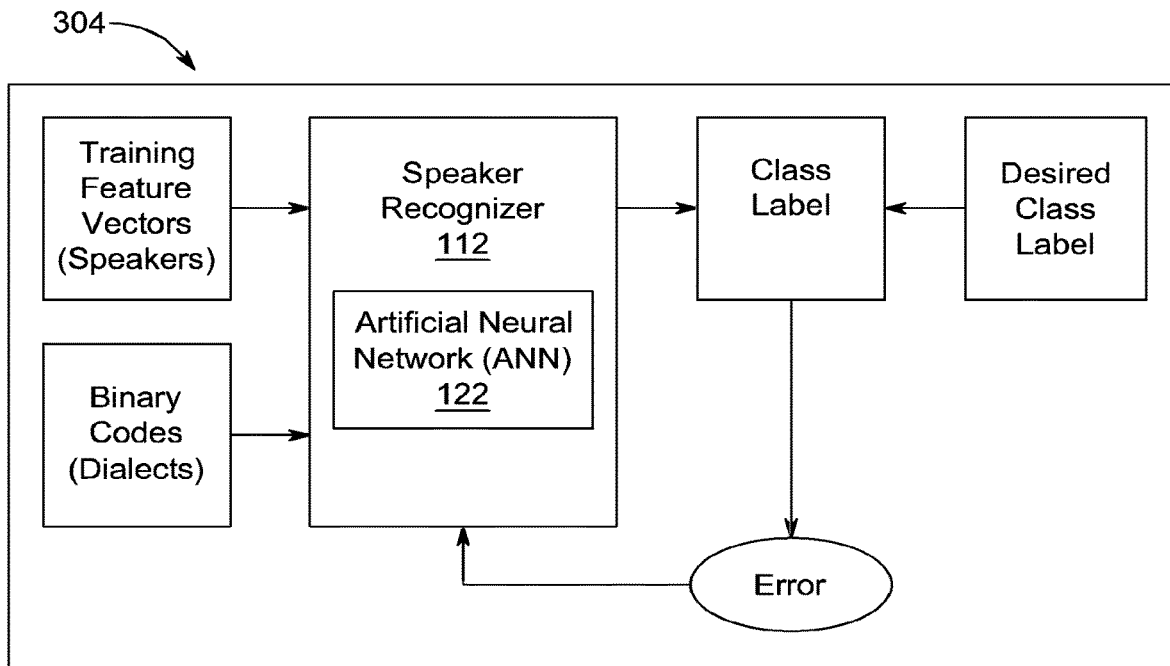 304
Training
Feature
Vectors
(Speakers)
Speaker
Recognizer
112
Class
Label
Desired
Class
Label
Artificial Neural
Network (ANN)
122
Binary
Codes
(Dialects)
Error